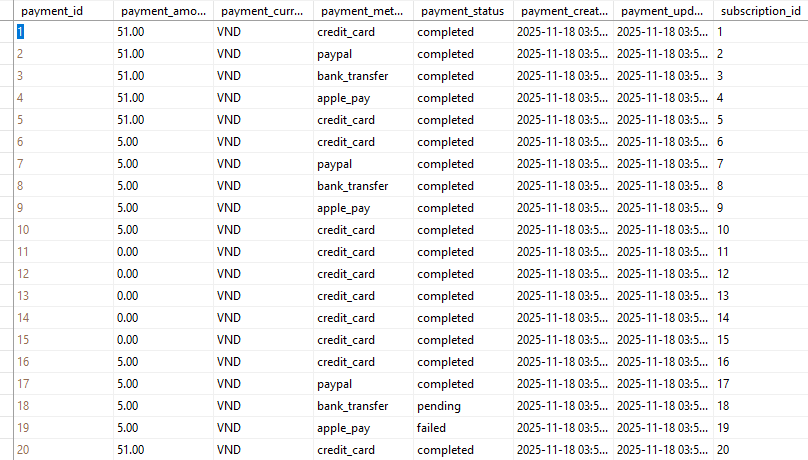 payment_id payment_amo... payment_curr... payment_met... payment_status payment_creat... payment_upd... subscription_id
1 51.00 VND credit_card completed 2025-11-18 03:5... 2025-11-18 03:5... 1
2 51.00 VND paypal completed 2025-11-18 03:5... 2025-11-18 03:5... 2
3 51.00 VND bank_transfer completed 2025-11-18 03:5... 2025-11-18 03:5... 3
4 51.00 VND apple_pay completed 2025-11-18 03:5... 2025-11-18 03:5... 4
5 51.00 VND credit_card completed 2025-11-18 03:5... 2025-11-18 03:5... 5
6 5.00 VND credit_card completed 2025-11-18 03:5... 2025-11-18 03:5... 6
7 5.00 VND paypal completed 2025-11-18 03:5... 2025-11-18 03:5... 7
8 5.00 VND bank_transfer completed 2025-11-18 03:5... 2025-11-18 03:5... 8
9 5.00 VND apple_pay completed 2025-11-18 03:5... 2025-11-18 03:5... 9
10 5.00 VND credit_card completed 2025-11-18 03:5... 2025-11-18 03:5... 10
11 0.00 VND credit_card completed 2025-11-18 03:5... 2025-11-18 03:5... 11
12 0.00 VND credit_card completed 2025-11-18 03:5... 2025-11-18 03:5... 12
13 0.00 VND credit_card completed 2025-11-18 03:5... 2025-11-18 03:5... 13
14 0.00 VND credit_card completed 2025-11-18 03:5... 2025-11-18 03:5... 14
15 0.00 VND credit_card completed 2025-11-18 03:5... 2025-11-18 03:5... 15
16 5.00 VND credit_card completed 2025-11-18 03:5... 2025-11-18 03:5... 16
17 5.00 VND paypal completed 2025-11-18 03:5... 2025-11-18 03:5... 17
18 5.00 VND bank_transfer pending 2025-11-18 03:5... 2025-11-18 03:5... 18
19 5.00 VND apple_pay failed 2025-11-18 03:5... 2025-11-18 03:5... 19
20 51.00 VND credit_card completed 2025-11-18 03:5... 2025-11-18 03:5... 20